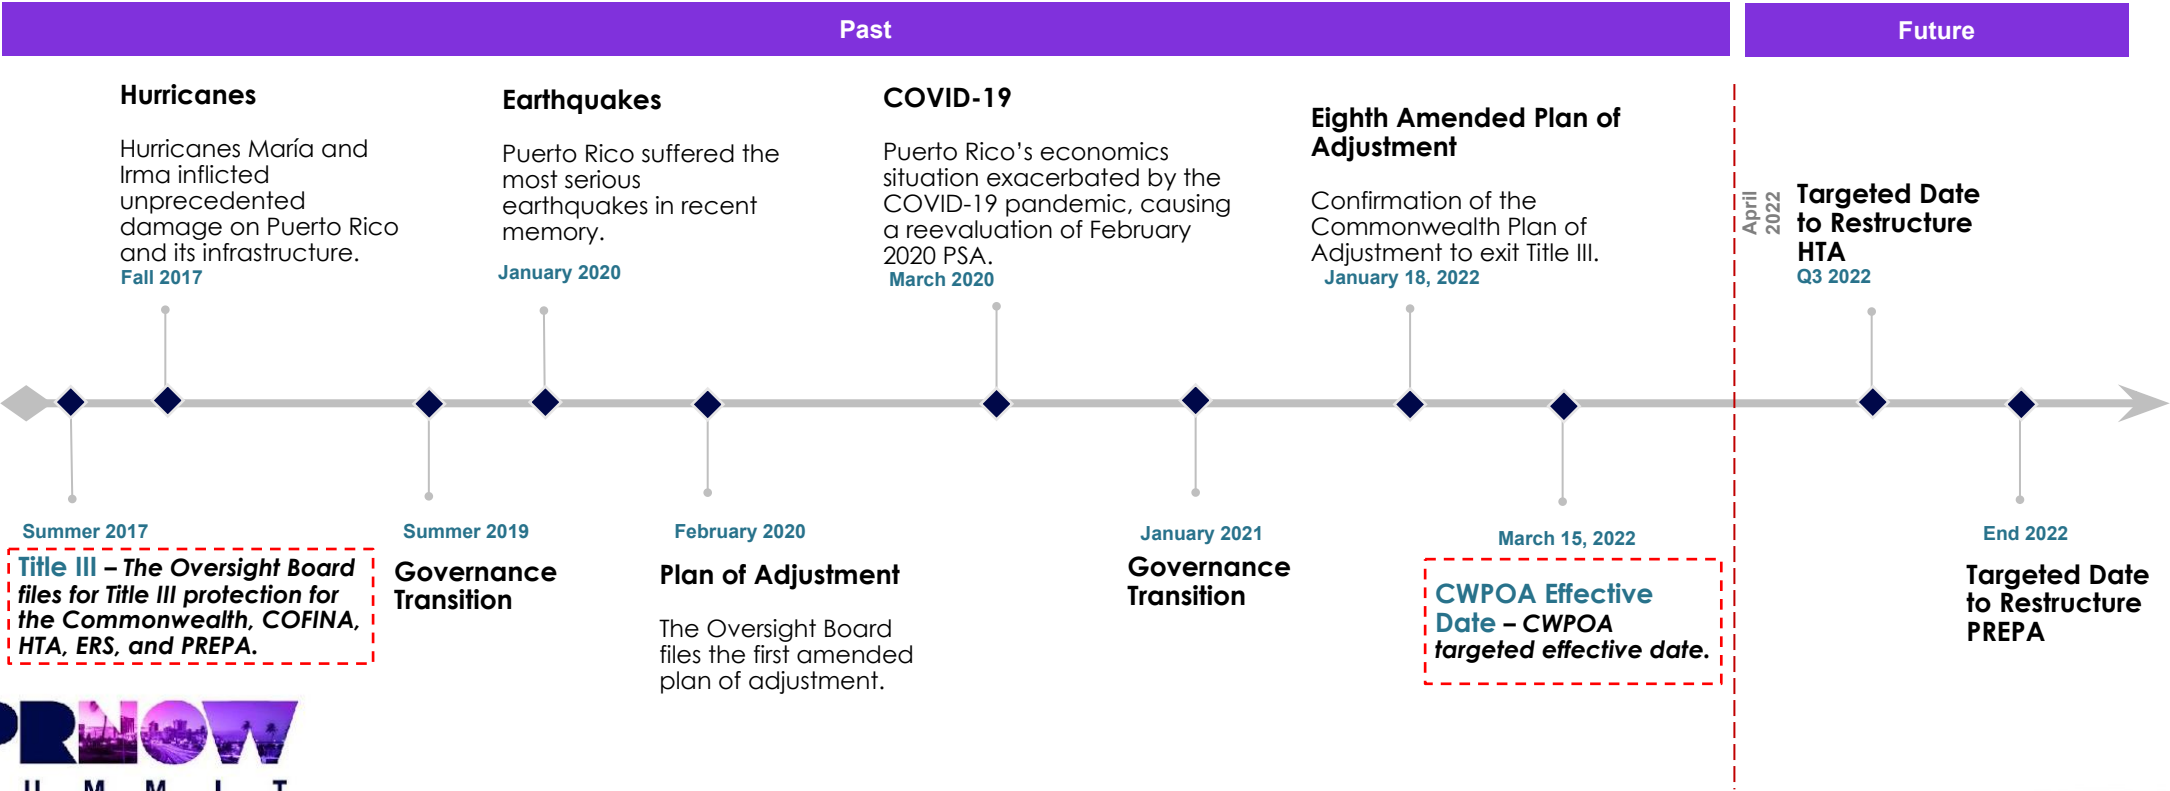 Past
Future
Hurricanes
Hurricanes María and
Irma inflicted
unprecedented
damage on Puerto Rico
and its infrastructure.
Fall 2017
Earthquakes
Puerto Rico suffered the
most serious
earthquakes in recent
memory.
January 2020
COVID-19
Puerto Rico’s economics
situation exacerbated by the
COVID-19 pandemic, causing
a reevaluation of February
2020 PSA.
March 2020
Eighth Amended Plan of
Adjustment
Confirmation of the
Commonwealth Plan of
Adjustment to exit Title III.
January 18, 2022
April
2022
Targeted Date
to Restructure
HTA
Q3 2022
Summer 2017
Title III – The Oversight Board
files for Title III protection for
the Commonwealth, COFINA,
HTA, ERS, and PREPA.
Summer 2019
Governance
Transition
February 2020
Plan of Adjustment
The Oversight Board
files the first amended
plan of adjustment.
January 2021
Governance
Transition
March 15, 2022
CWPOA Effective
Date – CWPOA
targeted effective date.
End 2022
Targeted Date
to Restructure
PREPA
PRNOW
UMMIT